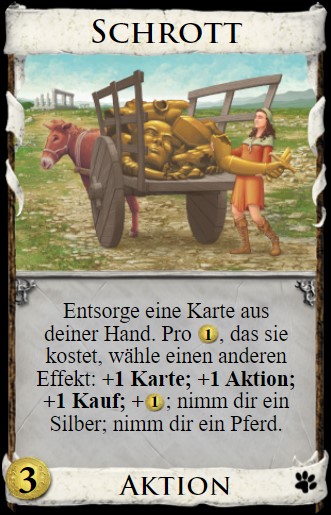 SCHROTT
Entsorge eine Karte aus
deiner Hand. Pro 1, das sie
kostet, wähle einen anderen
Effekt: +1 Karte; +1 Aktion;
+1 Kauf; +1; nimm dir ein
Silber; nimm dir ein Pferd.
3
AKTION